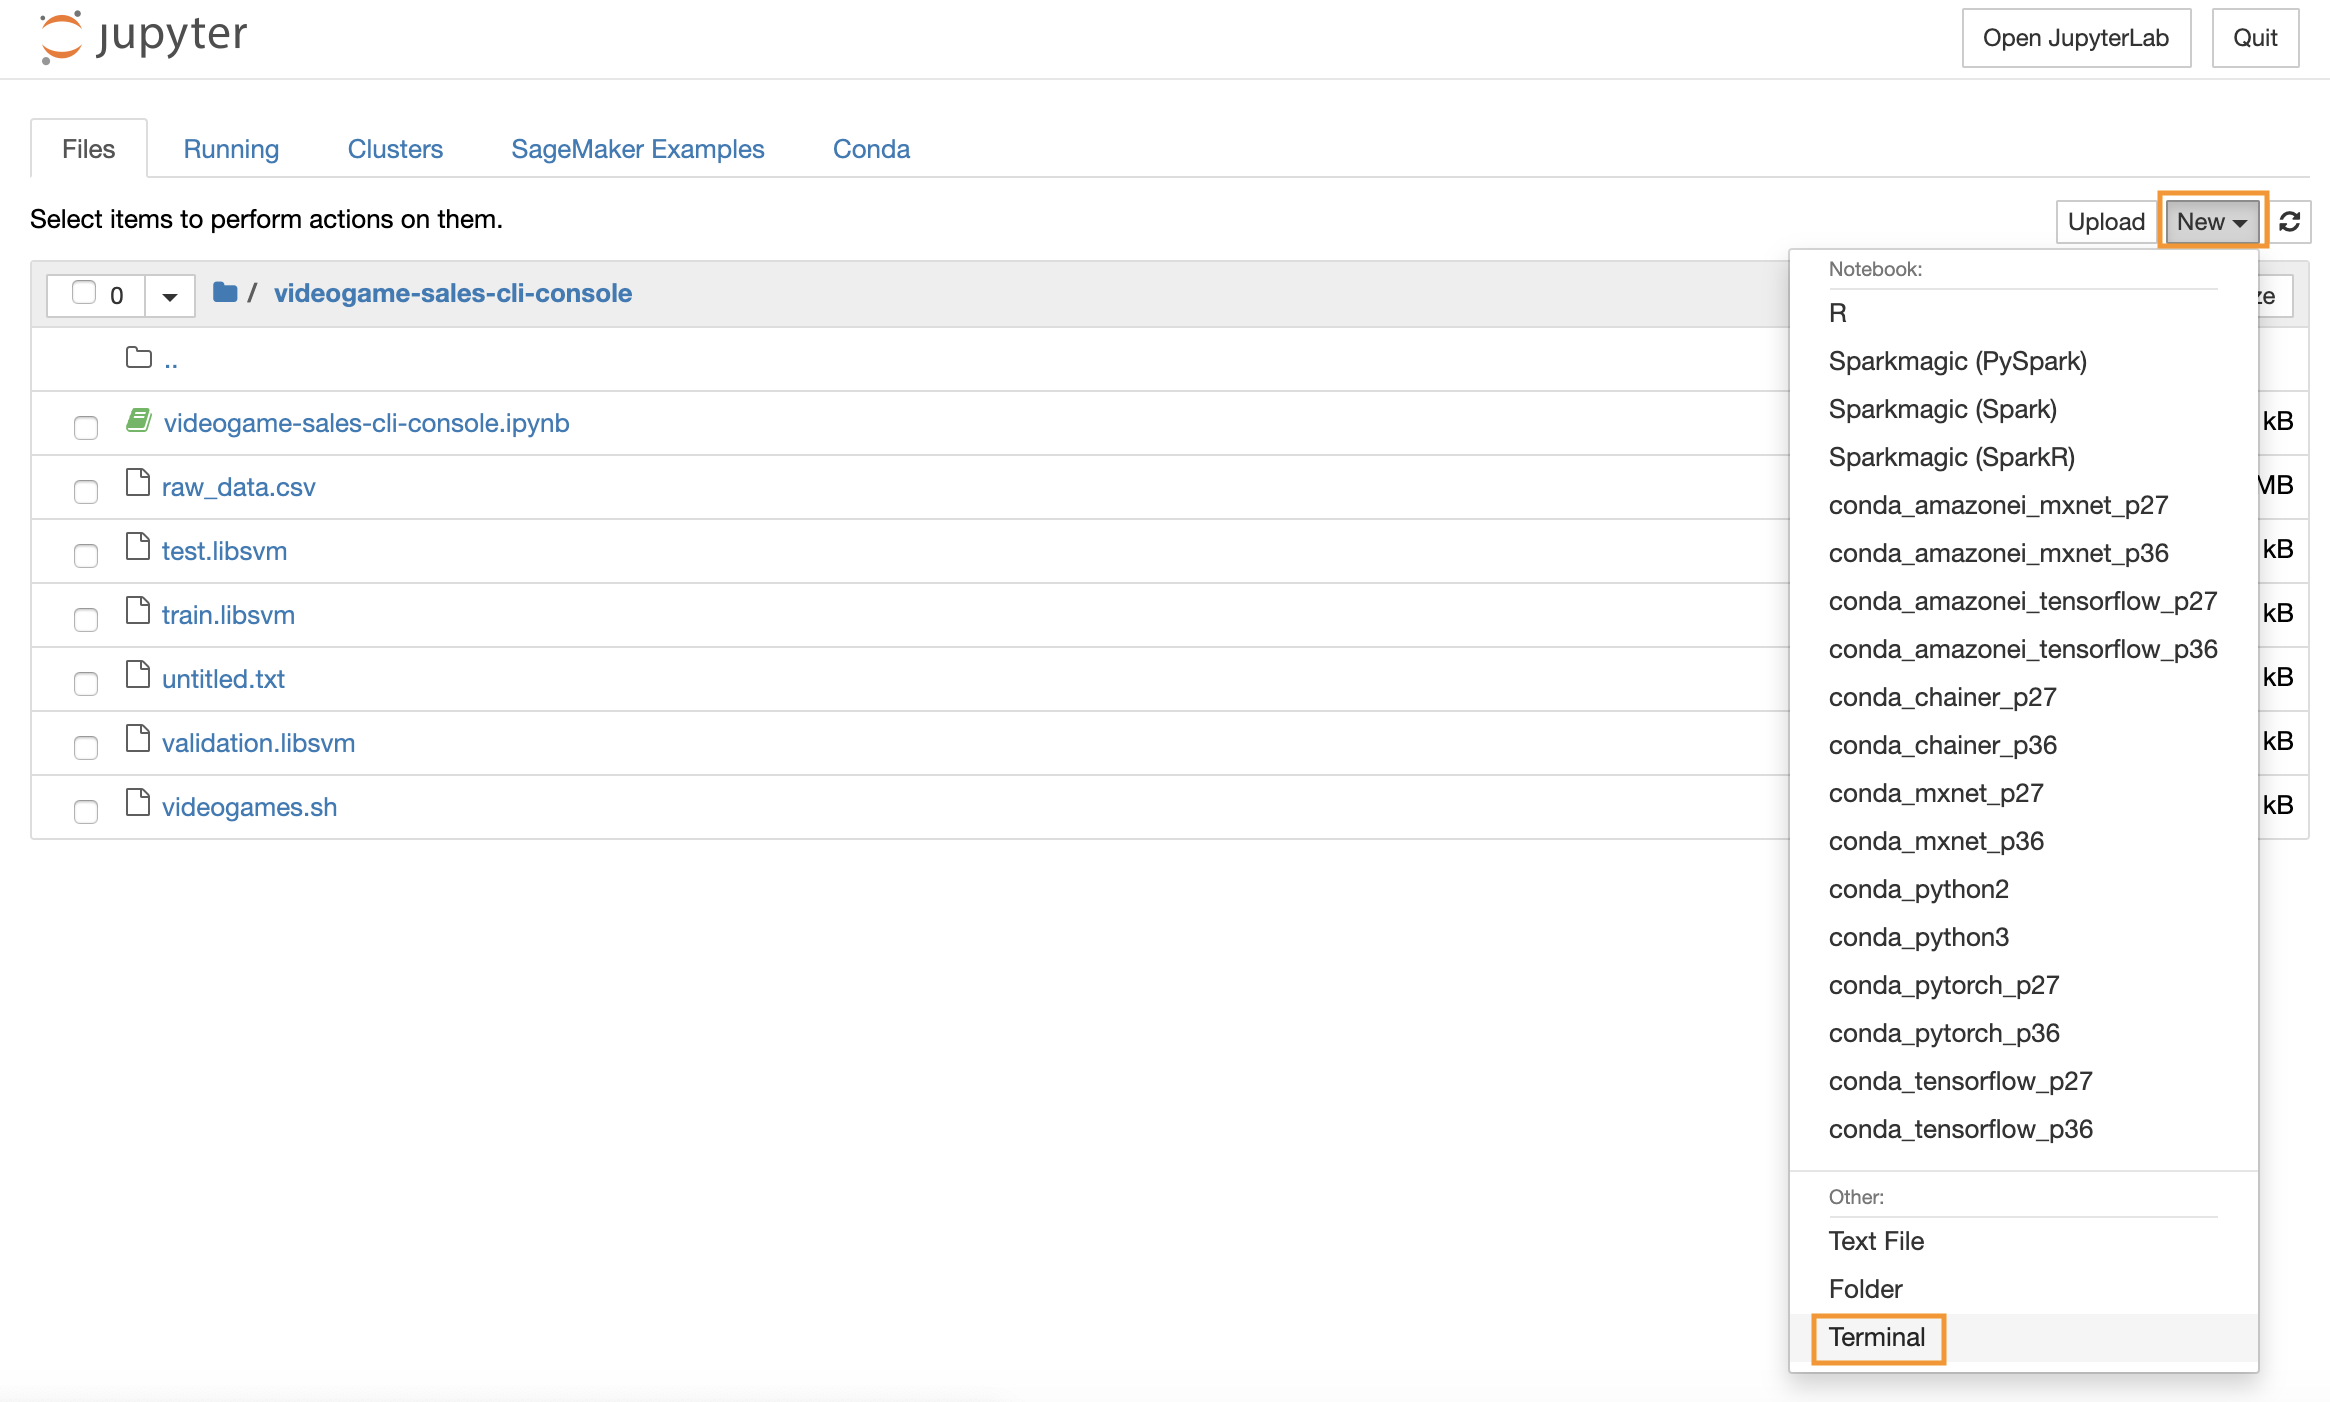 jupyter
Open JupyterLab
Quit
Files
Running
Clusters
SageMaker Examples
Conda
Select items to perform actions on them.
Upload
New
0
/ videogame-sales-cli-console
..
videogame-sales-cli-console.ipynb
kB
raw_data.csv
MB
test.libsvm
kB
train.libsvm
kB
untitled.txt
kB
validation.libsvm
kB
videogames.sh
kB
Notebook:
R
Sparkmagic (PySpark)
Sparkmagic (Spark)
Sparkmagic (SparkR)
conda_amazonei_mxnet_p27
conda_amazonei_mxnet_p36
conda_amazonei_tensorflow_p27
conda_amazonei_tensorflow_p36
conda_chainer_p27
conda_chainer_p36
conda_mxnet_p27
conda_mxnet_p36
conda_python2
conda_python3
conda_pytorch_p27
conda_pytorch_p36
conda_tensorflow_p27
conda_tensorflow_p36
Other:
Text File
Folder
Terminal